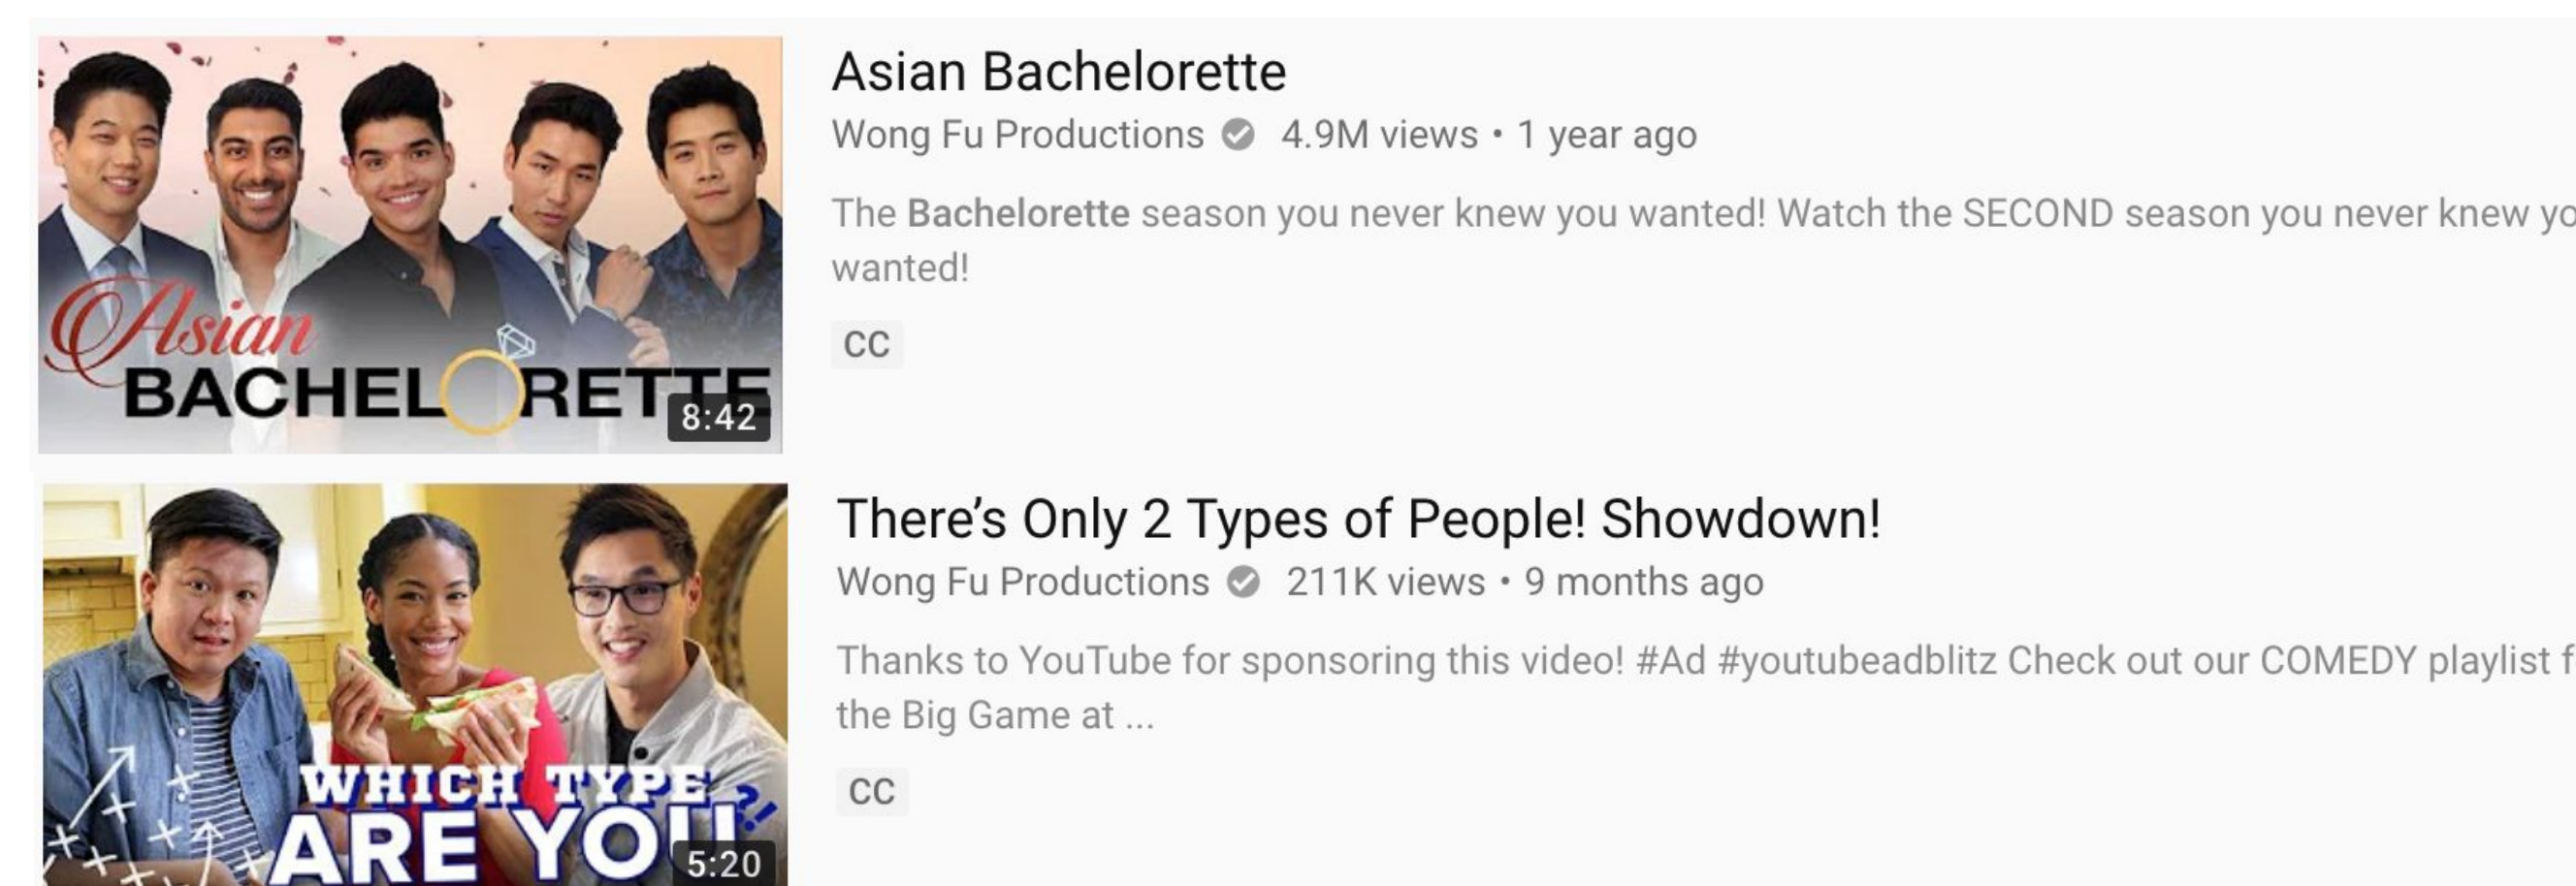 Asian
BACHELORETTE
8:42
Asian Bachelorette
Wong Fu Productions 4.9M views • 1 year ago
The Bachelorette season you never knew you wanted! Watch the SECOND season you never knew yo
wanted!
CC
WHICH TYPE
ARE YOU?!
5:20
There’s Only 2 Types of People! Showdown!
Wong Fu Productions 211K views • 9 months ago
Thanks to YouTube for sponsoring this video! #Ad #youtubeadblitz Check out our COMEDY playlist f
the Big Game at ...
CC